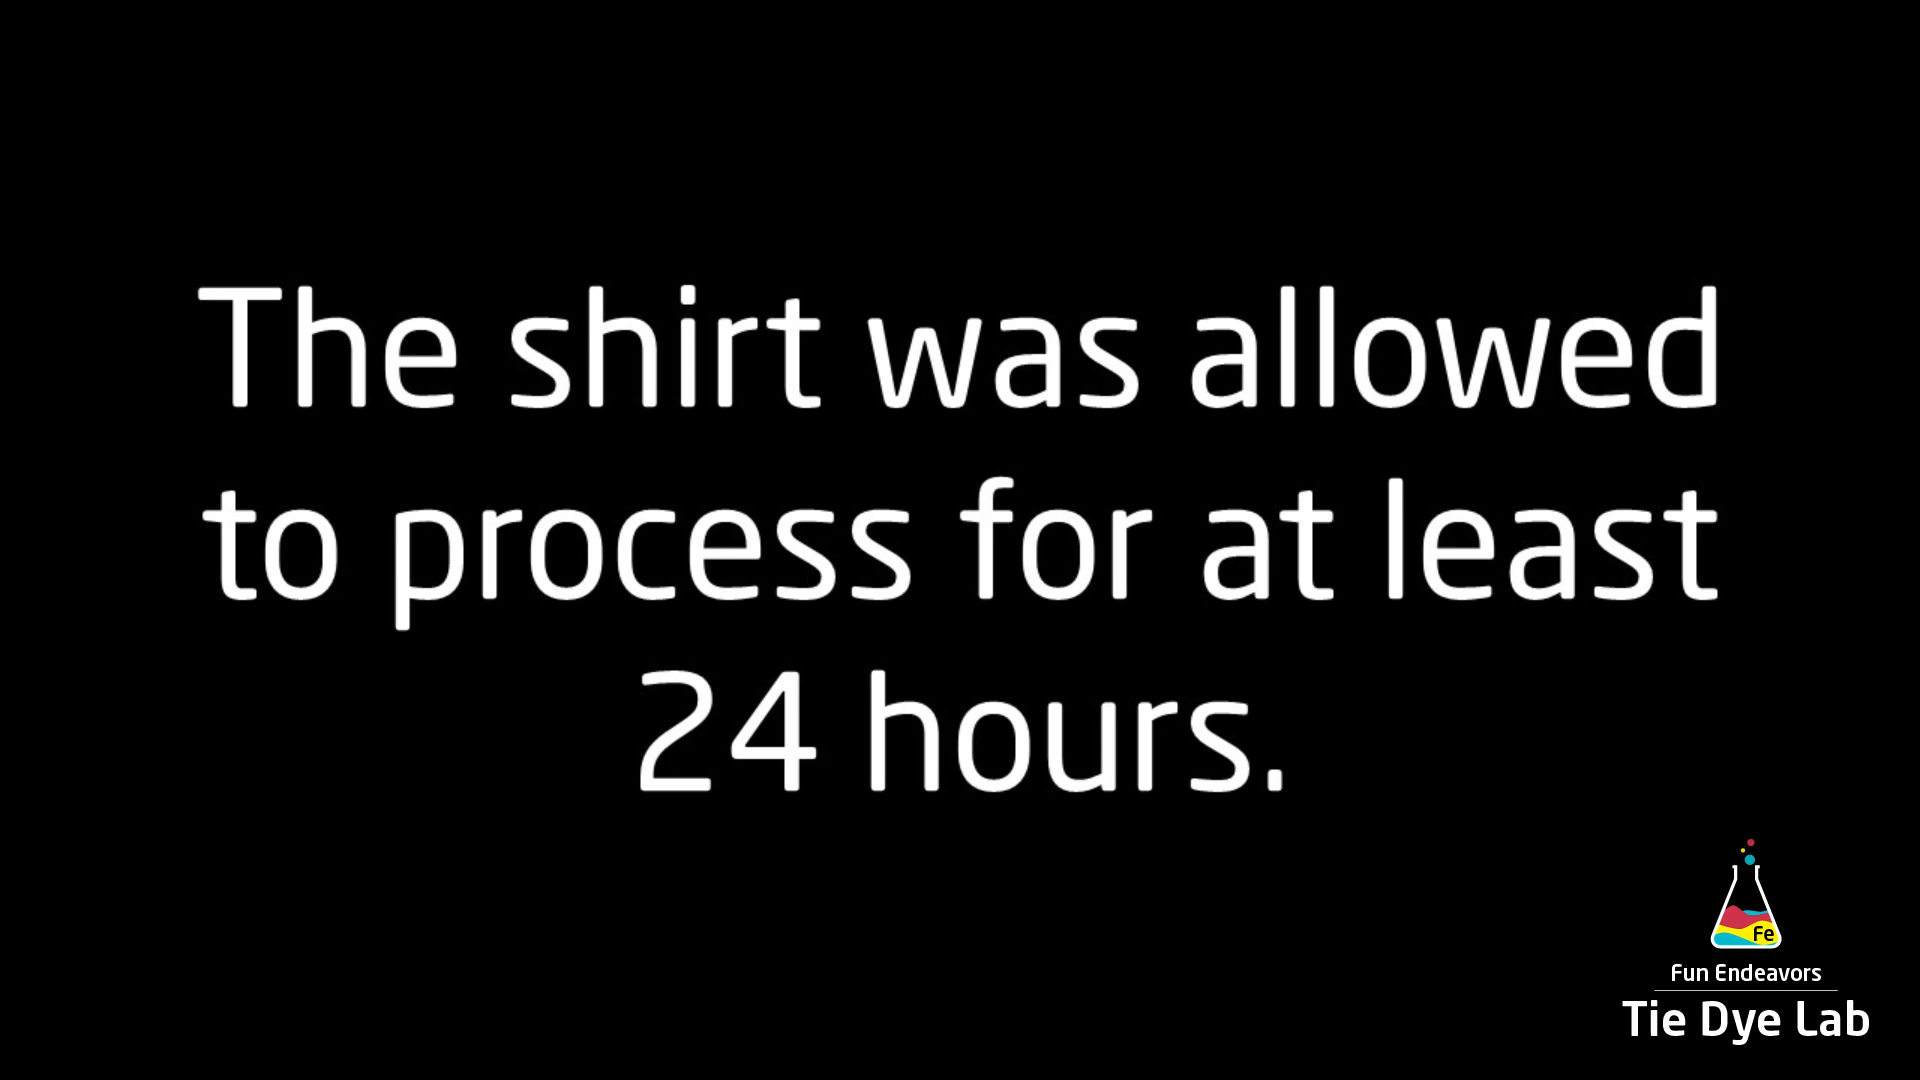 The shirt was allowed
to process for at least
24 hours.
Fe
Fun Endeavors
Tie Dye Lab